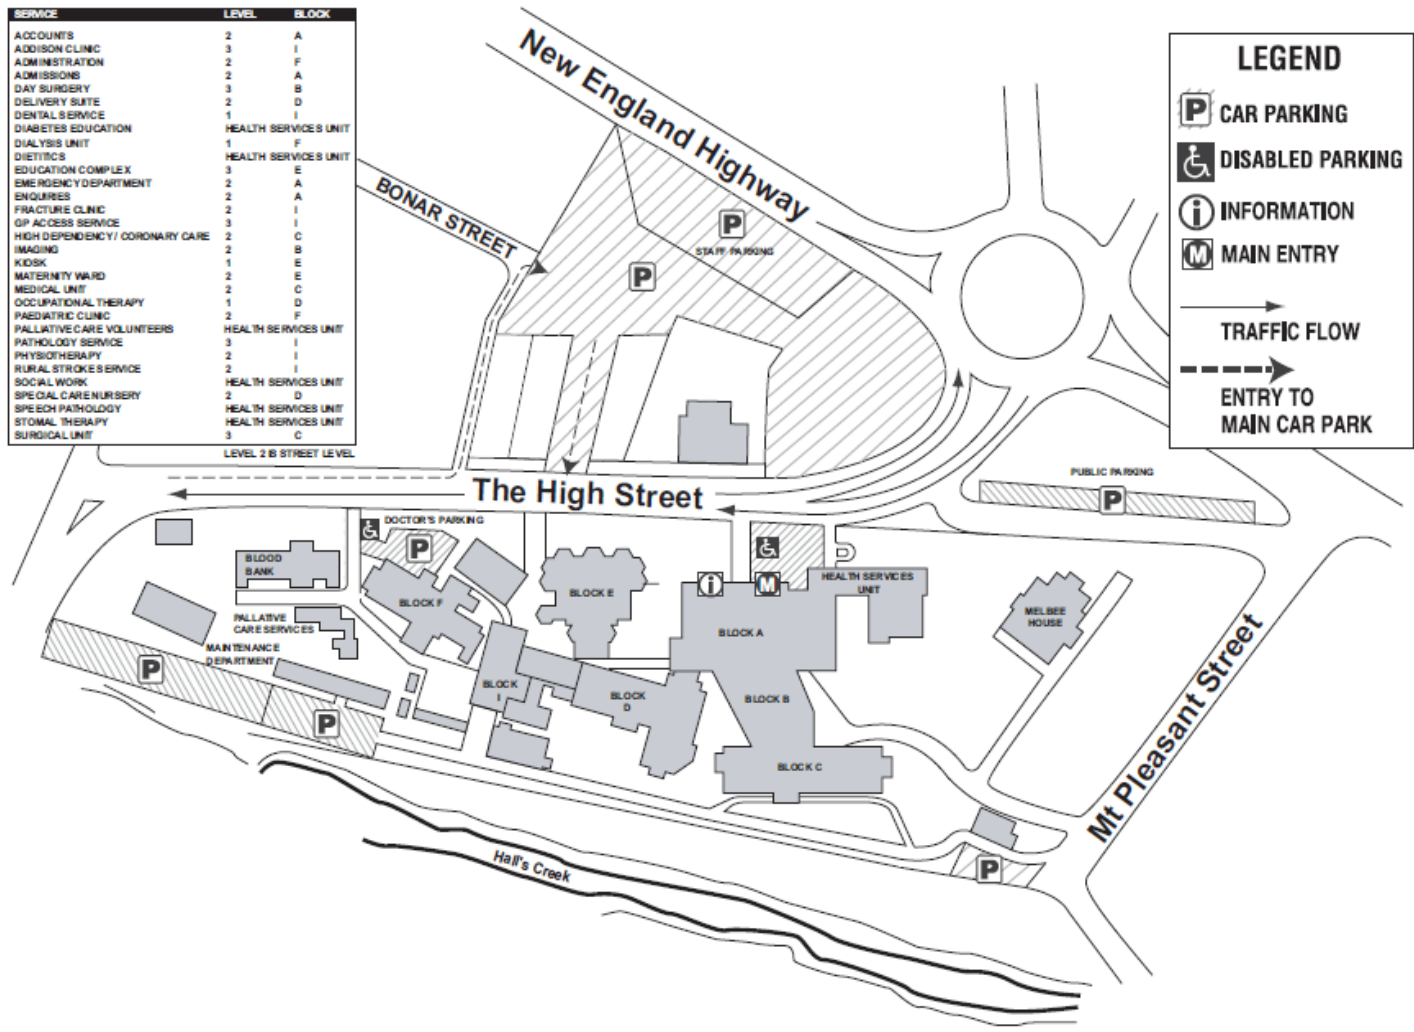 SERVICE LEVEL BLOCK
ACCOUNTS 2 A
ADDISON CLINIC 3 I
ADMINISTRATION 2 F
ADMISSIONS 2 A
DAY SURGERY 3 B
DELIVERY SUITE 2 D
DENTAL SERVICE 1 I
DIABETES EDUCATION HEALTH SERVICES UNIT
DIALYSIS UNIT 1 F
DIETITICS HEALTH SERVICES UNIT
EDUCATION COMPLEX 3 E
EMERGENCY DEPARTMENT 2 A
ENQUIRIES 2 A
FRACTURE CLINIC 2 I
GP ACCESS SERVICE 3 I
HIGH DEPENDENCY / CORONARY CARE 2 C
IMAGING 2 B
KIOSK 1 E
MATERNITY WARD 2 E
MEDICAL UNIT 2 C
OCCUPATIONAL THERAPY 1 D
PAEDIATRIC CLINIC 2 F
PALLIATIVE CARE VOLUNTEERS HEALTH SERVICES UNIT
PATHOLOGY SERVICE 3 I
PHYSIOTHERAPY 2 I
RURAL STROKE SERVICE 2 I
SOCIAL WORK HEALTH SERVICES UNIT
SPECIAL CARE NURSERY 2 D
SPEECH PATHOLOGY HEALTH SERVICES UNIT
STOMAL THERAPY HEALTH SERVICES UNIT
SURGICAL UNIT 3 C
LEVEL 2 IS STREET LEVEL
LEGEND
P CAR PARKING
DISABLED PARKING
i INFORMATION
M MAIN ENTRY
TRAFFIC FLOW
ENTRY TO
MAIN CAR PARK
New England Highway
BONAR STREET
P
STAFF PARKING
P
PUBLIC PARKING
P
The High Street
DOCTOR'S PARKING
P
BLOOD
BANK
BLOCK F
BLOCK E
i
M
HEALTH SERVICES
UNIT
MELBEE
HOUSE
PALLATIVE
CARE SERVICES
BLOCK A
MAINTENANCE
DEPARTMENT
P
BLOCK
I
BLOCK
D
BLOCK B
P
BLOCK C
Mt Pleasant Street
P
Hall's Creek